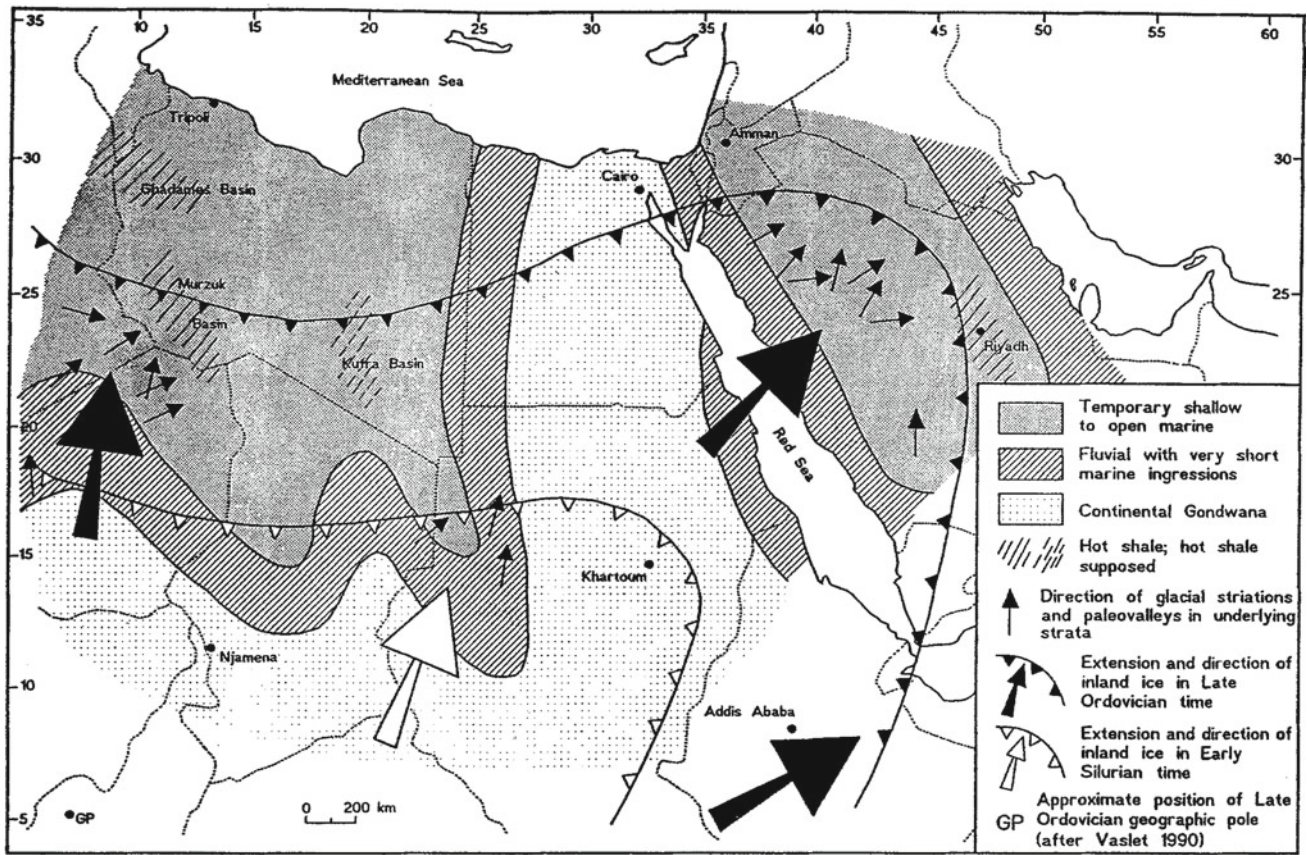 35
10
15
20
25
30
35
40
45
50
55
60
Mediterranean Sea
Tripoli
Amman
30
30
Ghadames Basin
Cairo
Murzuk
25
25
Basin
Riyadh
Kuffra Basin
20
Red Sea
15
Khartoum
Njamena
10
Addis Ababa
0 200 km
5
GP
Temporary shallow
to open marine
Fluvial with very short
marine ingressions
Continental Gondwana
Hot shale; hot shale
supposed
Direction of glacial striations
and paleovalleys in underlying
strata
Extension and direction of
inland ice in Late
Ordovician time
Extension and direction of
inland ice in Early
Silurian time
GP Approximate position of Late
Ordovician geographic pole
(after Vaslet 1990)